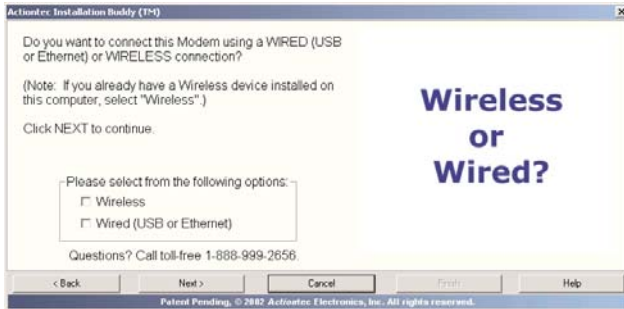 Actiontec Installation Buddy (TM)
Do you want to connect this Modem using a WIRED (USB
or Ethernet) or WIRELESS connection?
(Note: If you already have a Wireless device installed on
this computer, select "Wireless".)
Click NEXT to continue.
Wireless
or
Wired?
Please select from the following options:
Wireless
Wired (USB or Ethernet)
Questions? Call toll-free 1-888-999-2656.
< Back Next > Cancel Finish Help
Patent Pending, © 2002 Actiontec Electronics, Inc. All rights reserved.